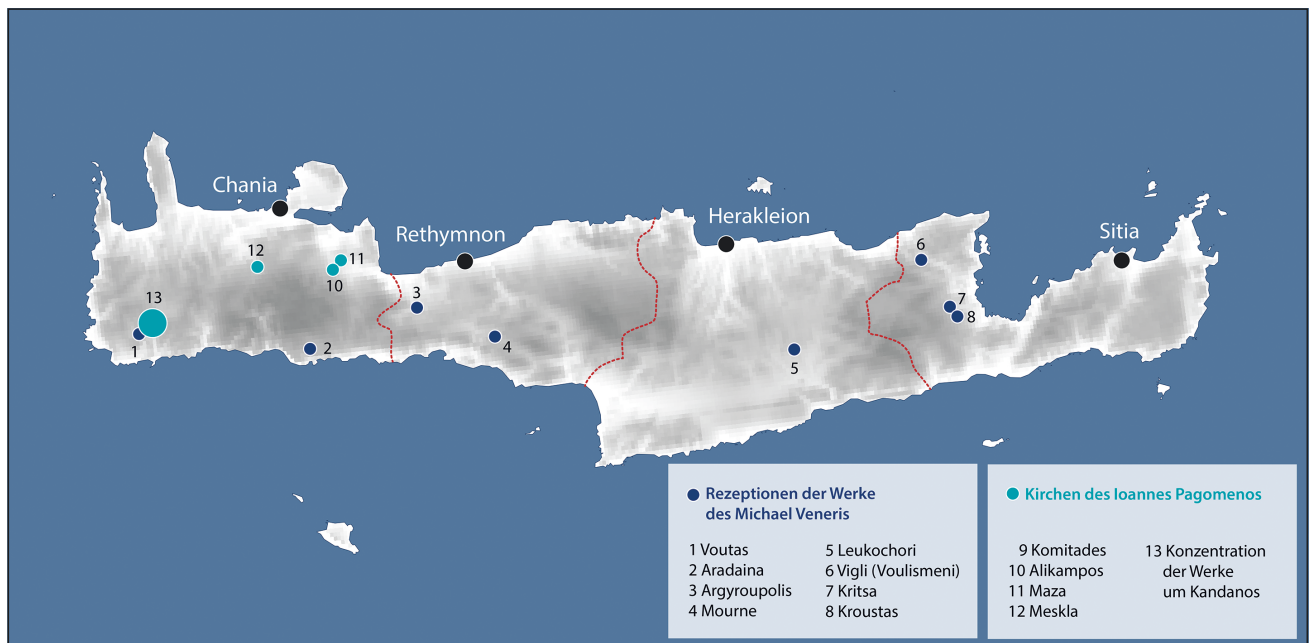 Chania
Rethymnon
Herakleion
Sitia
12
11
10
13
1
2
3
4
5
6
7
8
Rezeptionen der Werke
des Michael Veneris
1 Voutas
2 Aradaina
3 Argyroupolis
4 Mourne
5 Leukochori
6 Vigli (Voulismeni)
7 Kritsa
8 Kroustas
Kirchen des Ioannes Pagomenos
9 Komitades
10 Alikampos
11 Maza
12 Meskla
13 Konzentration
der Werke
um Kandanos